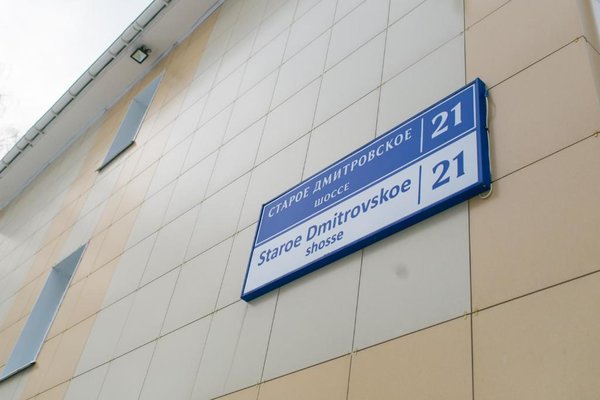 СТАРОЕ ДМИТРОВСКОЕ 21
ШОССЕ
Staroe Dmitrovskoe 21
shosse